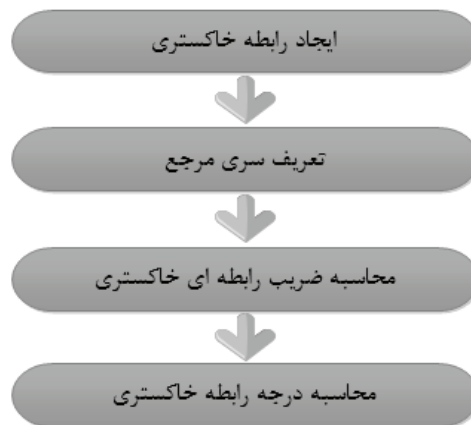 ایجاد رابطه خاکستری
تعریف سری مرجع
محاسبه ضریب رابطه ای خاکستری
محاسبه درجه رابطه خاکستری